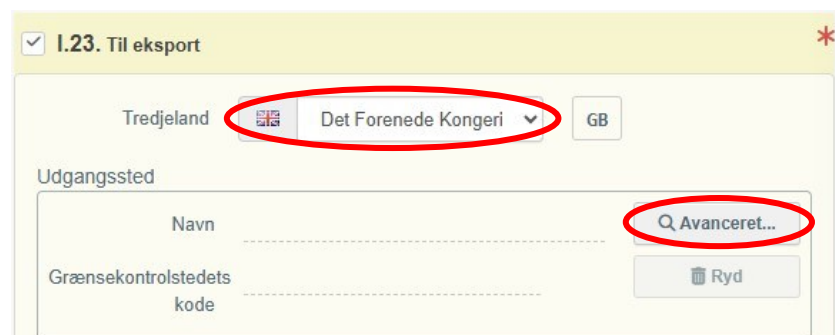 I.23. Til eksport *
Tredjeland Det Forenede Kongeri GB
Udgangssted
Navn Avanceret...
Grænsekontrolstedets Ryd
kode